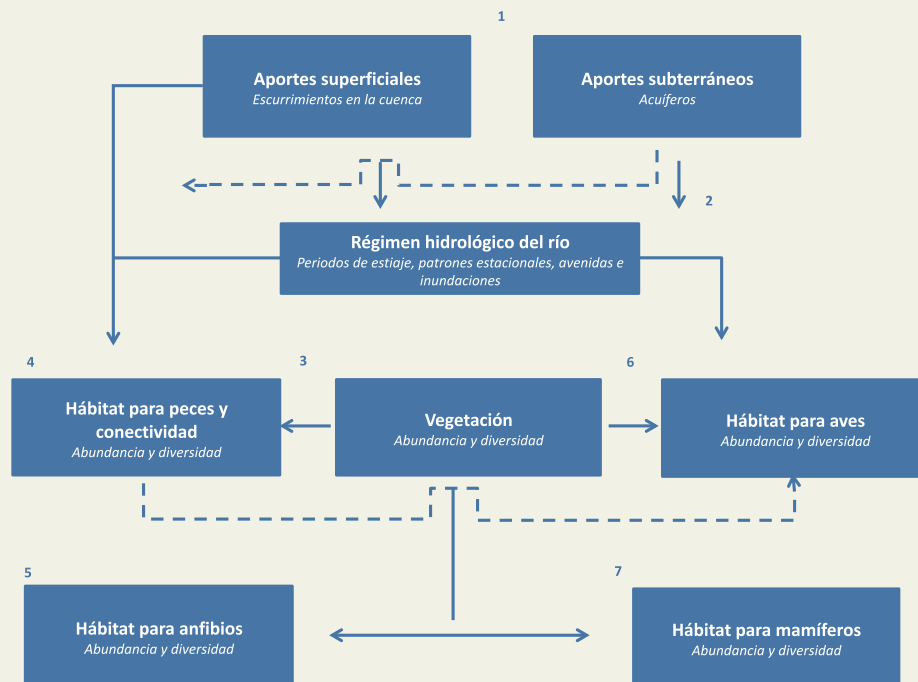 1
Aportes superficiales
Escurrimientos en la cuenca
Aportes subterráneos
Acuíferos
2
Régimen hidrológico del río
Periodos de estiaje, patrones estacionales, avenidas e
inundaciones
4
Hábitat para peces y
conectividad
Abundancia y diversidad
3
Vegetación
Abundancia y diversidad
6
Hábitat para aves
Abundancia y diversidad
5
Hábitat para anfibios
Abundancia y diversidad
7
Hábitat para mamíferos
Abundancia y diversidad